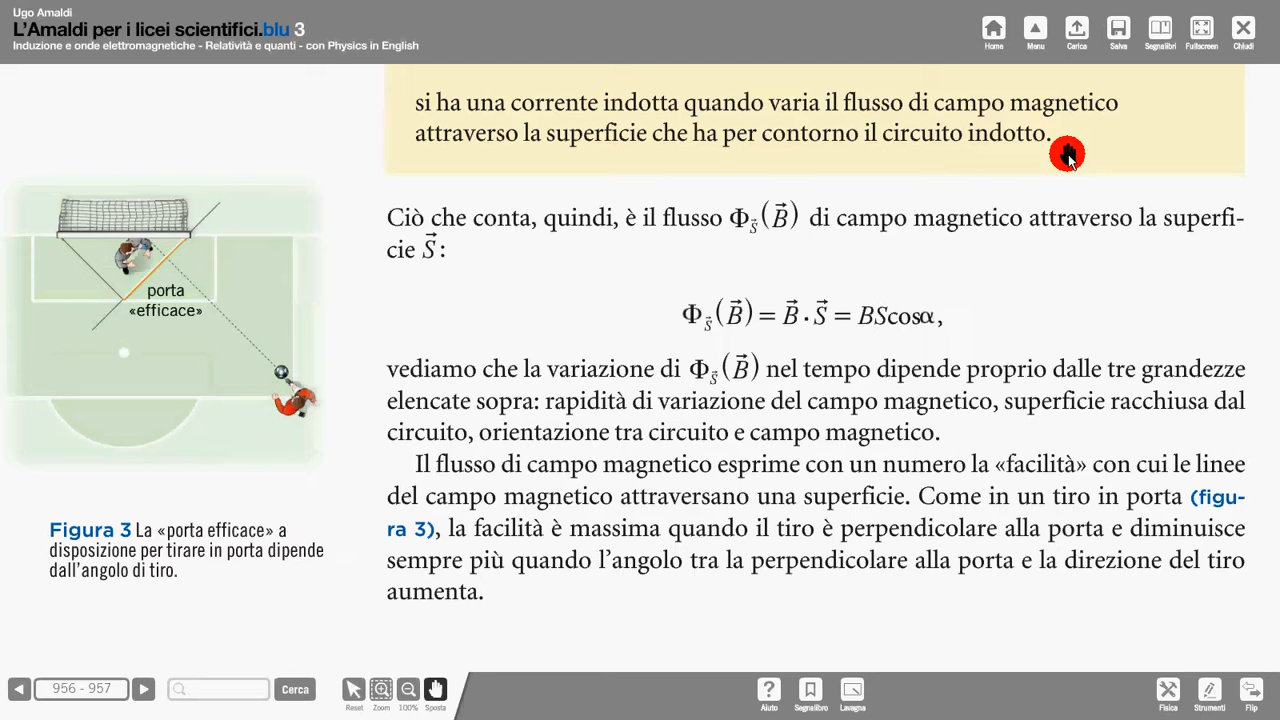 Ugo Amaldi
L'Amaldi per i licei scientifici.blu 3
Induzione e onde elettromagnetiche - Relatività e quanti - con Physics in English
Home Menu Carica Salva Segnalibri Fullscreen Chiudi
si ha una corrente indotta quando varia il flusso di campo magnetico
attraverso la superficie che ha per contorno il circuito indotto.
Ciò che conta, quindi, è il flusso Φ_S⃗(B⃗) di campo magnetico attraverso la superfi-
cie S⃗:
Φ_S⃗(B⃗) = B⃗ · S⃗ = BScosα,
vediamo che la variazione di Φ_S⃗(B⃗) nel tempo dipende proprio dalle tre grandezze
elencate sopra: rapidità di variazione del campo magnetico, superficie racchiusa dal
circuito, orientazione tra circuito e campo magnetico.
Il flusso di campo magnetico esprime con un numero la «facilità» con cui le linee
del campo magnetico attraversano una superficie. Come in un tiro in porta (figu-
ra 3), la facilità è massima quando il tiro è perpendicolare alla porta e diminuisce
sempre più quando l'angolo tra la perpendicolare alla porta e la direzione del tiro
aumenta.
porta
«efficace»
Figura 3 La «porta efficace» a
disposizione per tirare in porta dipende
dall'angolo di tiro.
956 - 957 Cerca Reset Zoom 100% Sposta Aiuto Segnalibro Lavagna Fisica Strumenti Flip